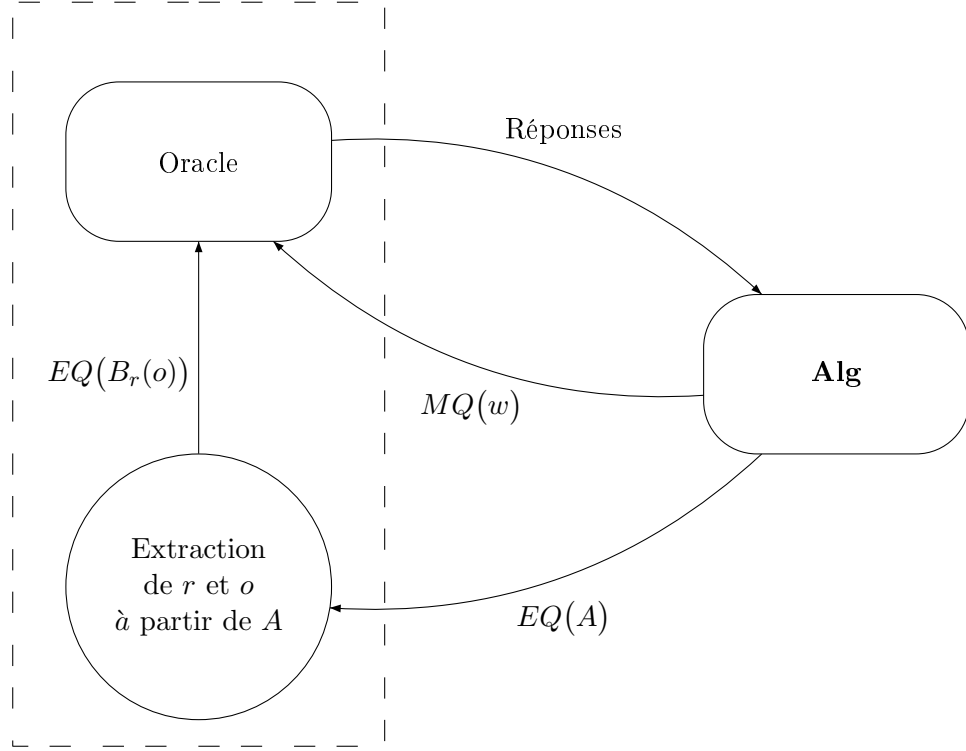 Réponses
Oracle
EQ(B_r(o))
Alg
MQ(w)
Extraction
de r et o
à partir de A
EQ(A)